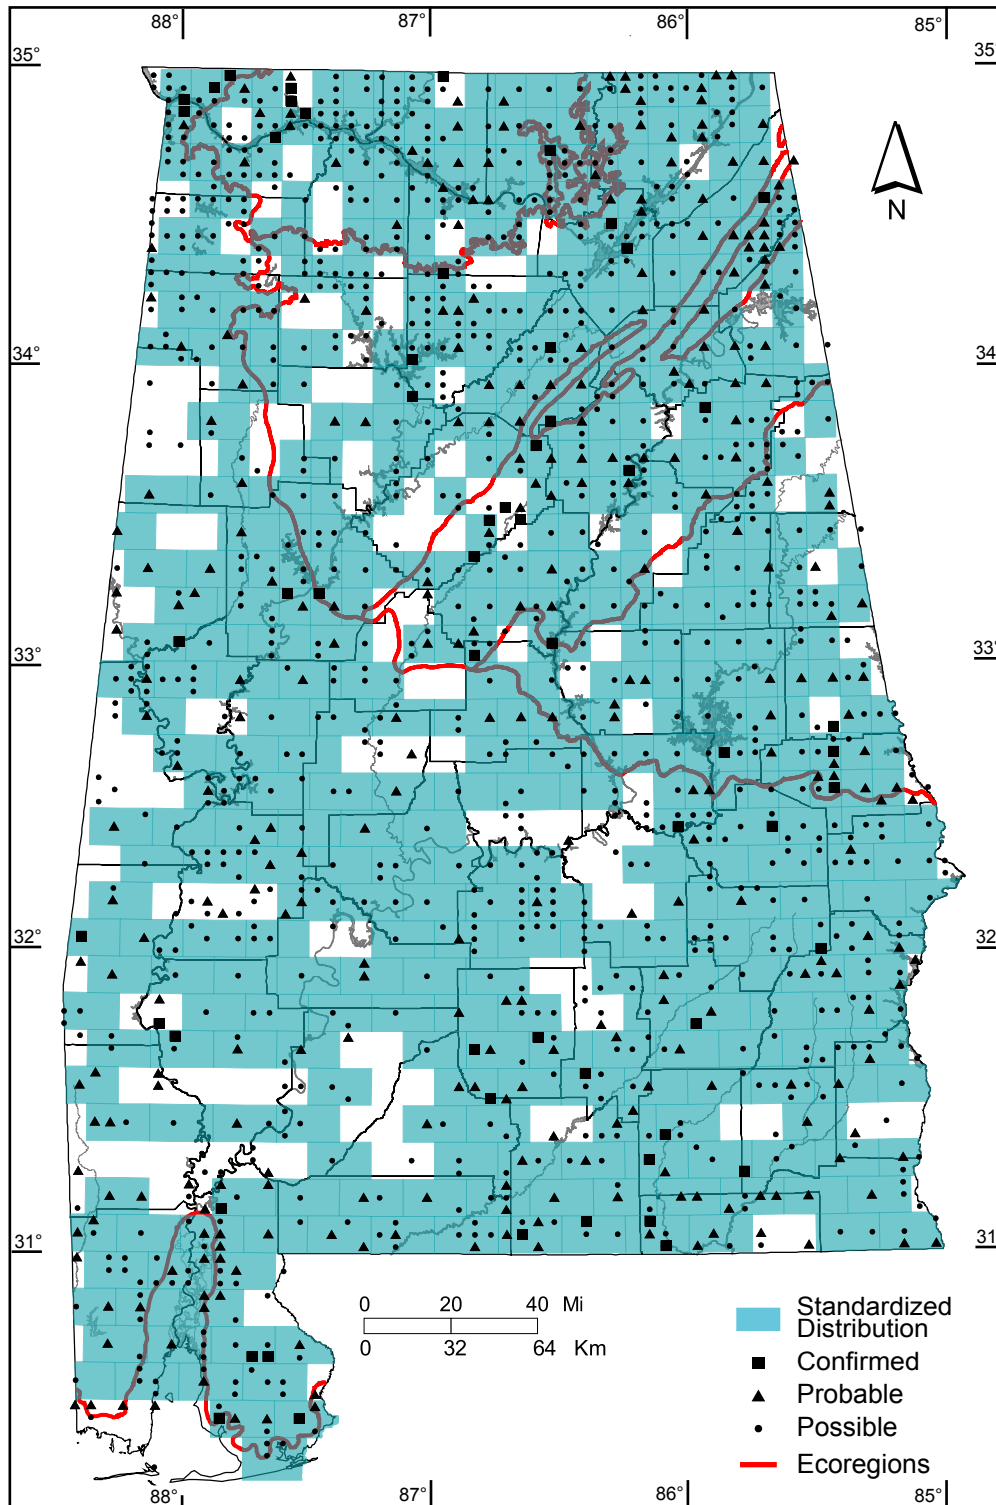 88° 87° 86° 85°
35° 35°
N
34° 34
33° 33°
32° 32
31° 31
0 20 40 Mi
0 32 64 Km
Standardized
Distribution
Confirmed
Probable
Possible
Ecoregions
88° 87° 86° 85°